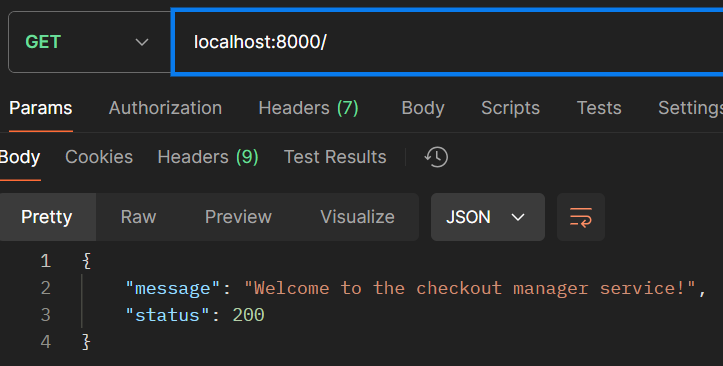 GET localhost:8000/
Params Authorization Headers (7) Body Scripts Tests Settings
Body Cookies Headers (9) Test Results
Pretty Raw Preview Visualize JSON
1 {
2 "message": "Welcome to the checkout manager service!",
3 "status": 200
4 }